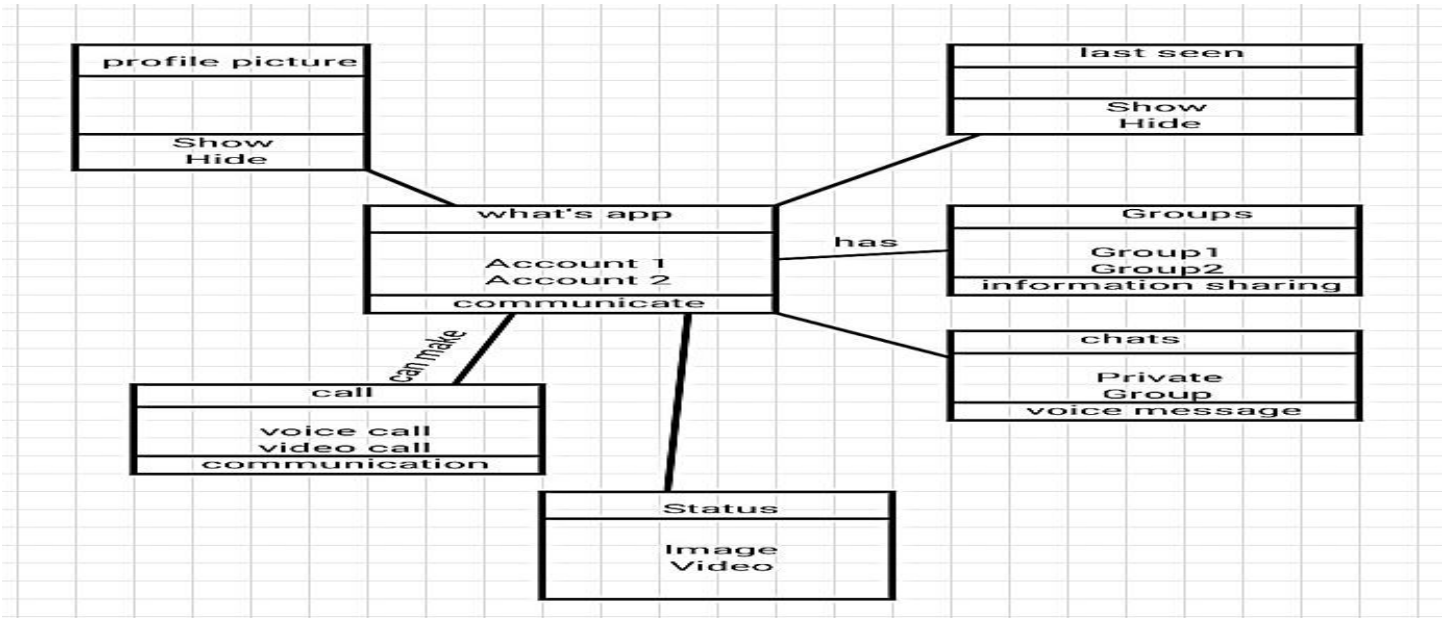 profile picture
Show
Hide
last seen
Show
Hide
what's app
Account 1
Account 2
communicate
has
Groups
Group1
Group2
information sharing
can make
chats
Private
Group
voice message
call
voice call
video call
communication
Status
Image
Video